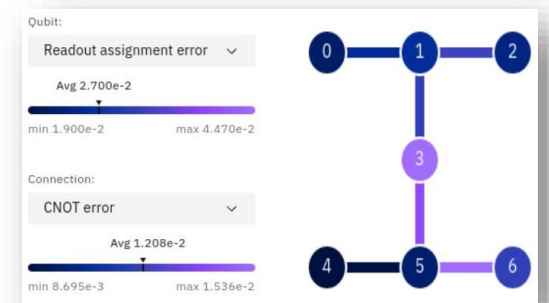 Qubit:
Readout assignment error
Avg 2.700e-2
min 1.900e-2 max 4.470e-2
Connection:
CNOT error
Avg 1.208e-2
min 8.695e-3 max 1.536e-2
0 1 2
3
4 5 6